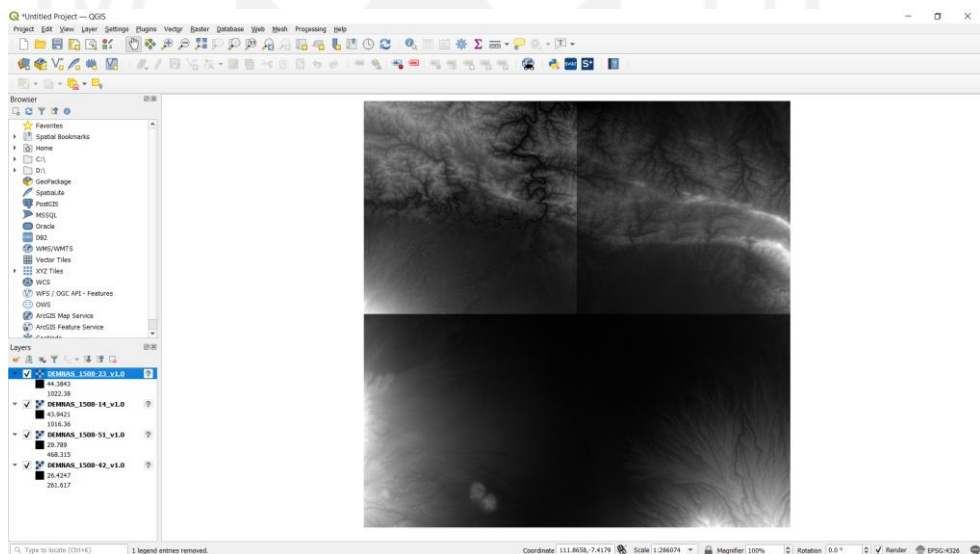 *Untitled Project — QGIS
Project Edit View Layer Settings Plugins Vector Raster Database Web Mesh Processing Help
Browser
Favorites
Spatial Bookmarks
Home
C:\
D:\
GeoPackage
SpatiaLite
PostGIS
MSSQL
Oracle
DB2
WMS/WMTS
Vector Tiles
XYZ Tiles
WCS
WFS / OGC API - Features
OWS
ArcGIS Map Service
ArcGIS Feature Service
Layers
DEMNAS_1508-23_v1.0
44.3843
1022.38
DEMNAS_1508-14_v1.0
43.9421
1016.36
DEMNAS_1508-51_v1.0
29.789
468.315
DEMNAS_1508-42_v1.0
26.4247
261.617
Type to locate (Ctrl+K) 1 legend entries removed. Coordinate 111.8658,-7.4179 Scale 1:286074 Magnifier 100% Rotation 0.0 ° Render EPSG:4326